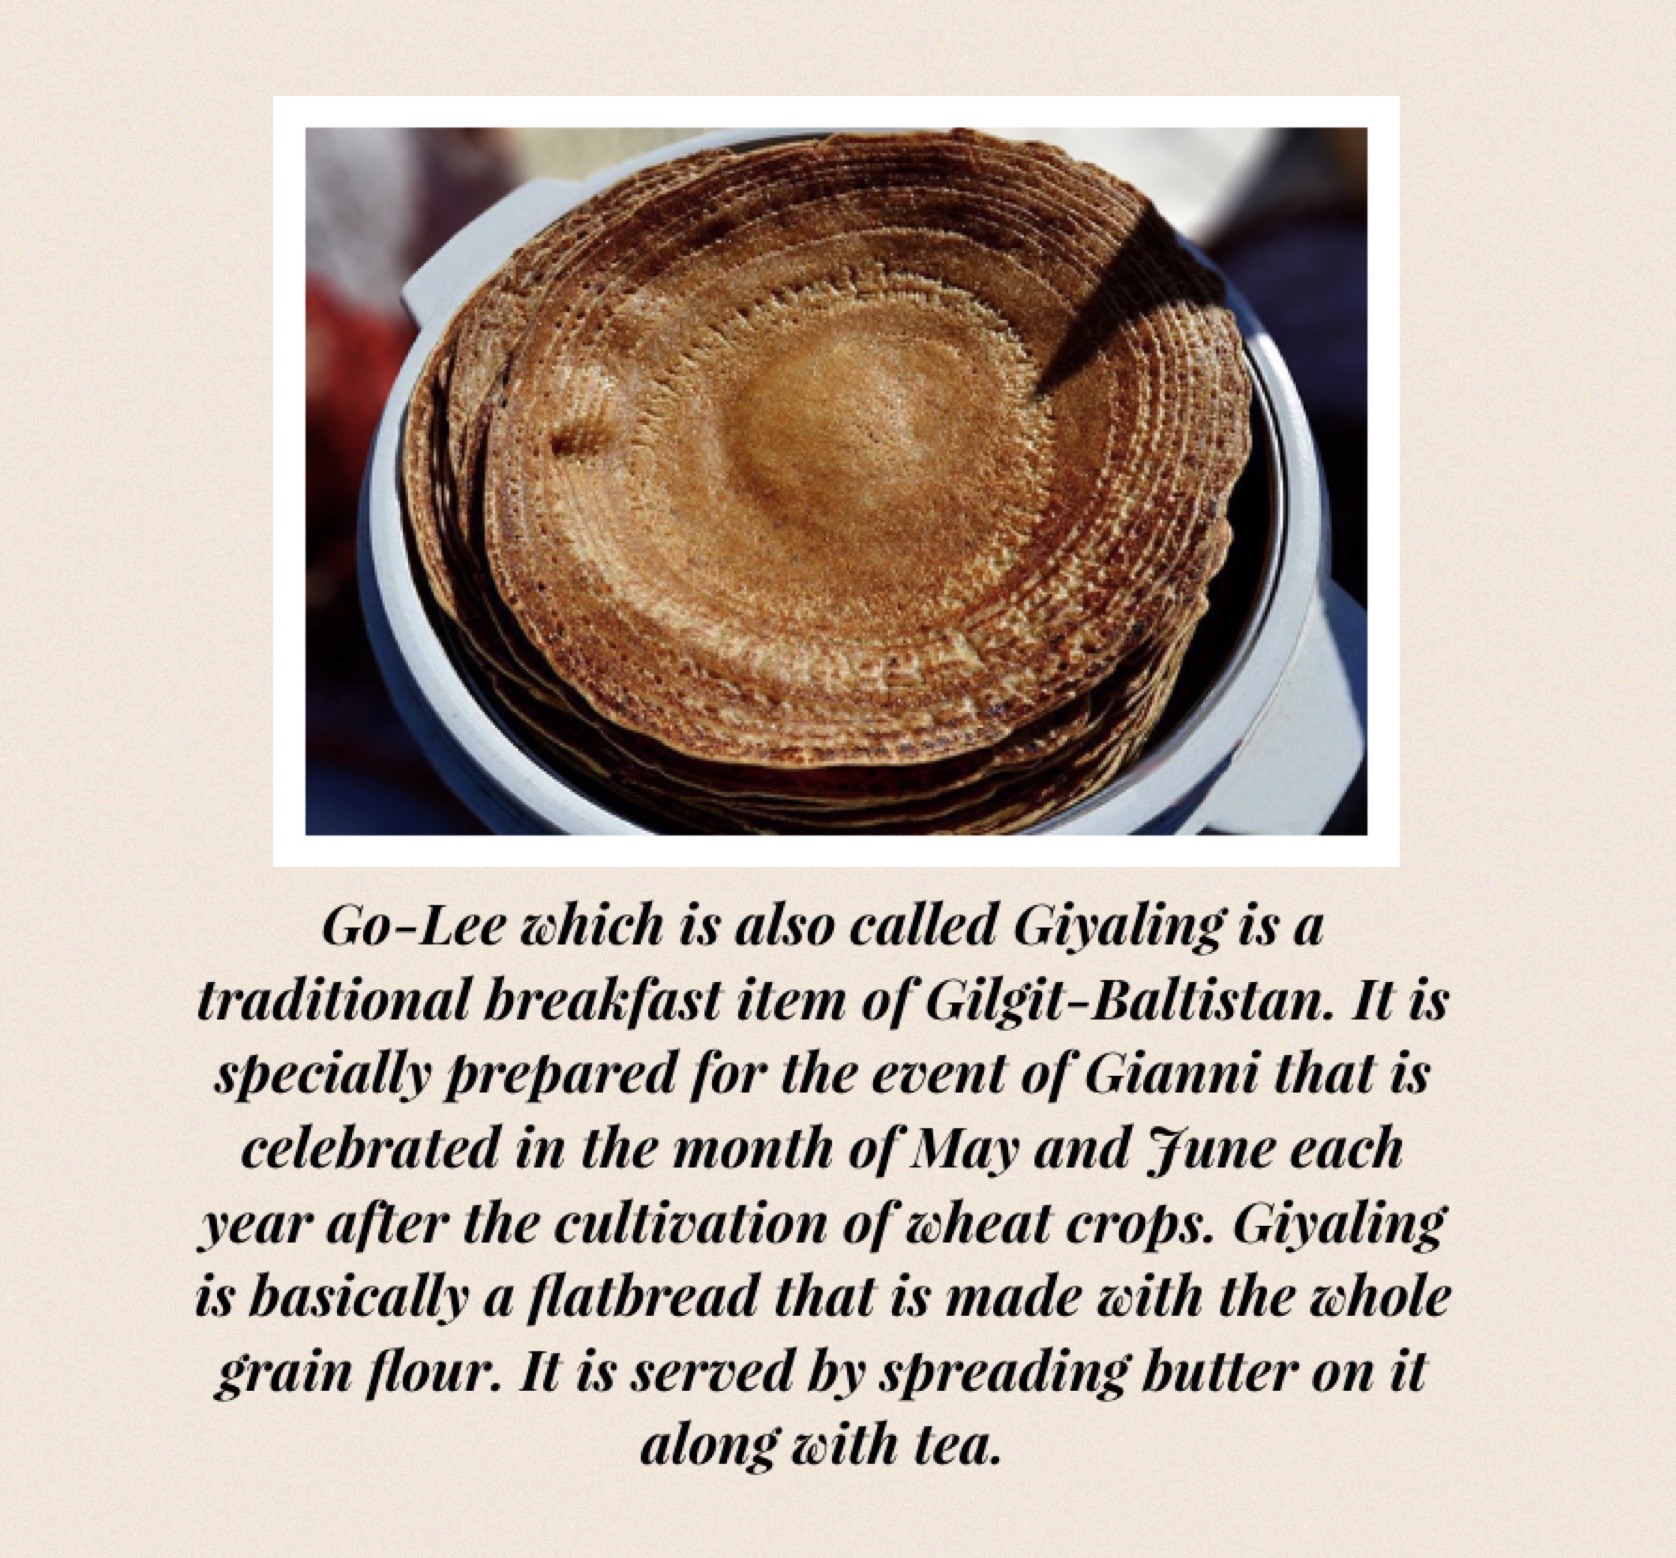 Go-Lee which is also called Giyaling is a
traditional breakfast item of Gilgit-Baltistan. It is
specially prepared for the event of Gianni that is
celebrated in the month of May and June each
year after the cultivation of wheat crops. Giyaling
is basically a flatbread that is made with the whole
grain flour. It is served by spreading butter on it
along with tea.